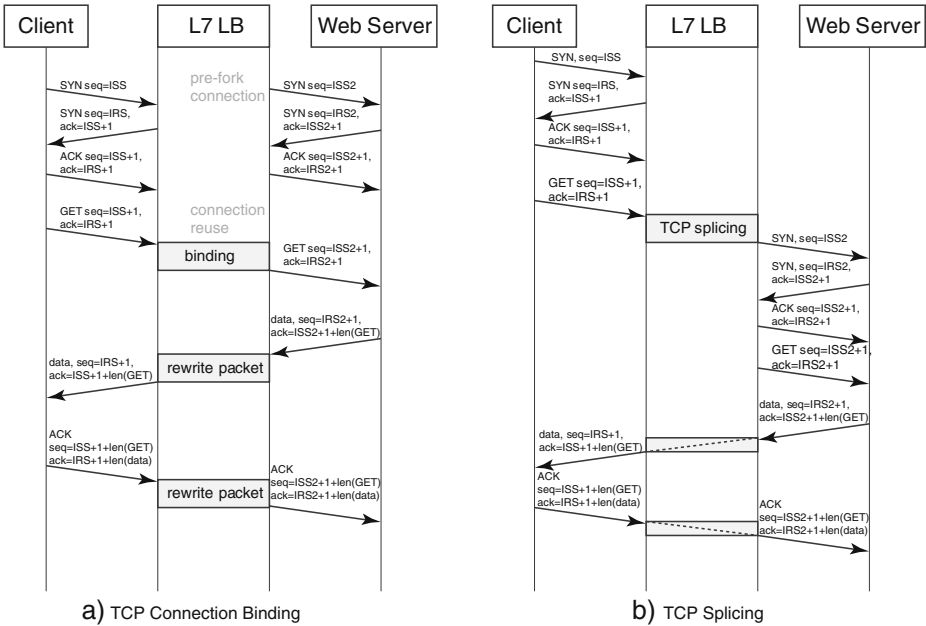 Client
L7 LB
Web Server
SYN seq=ISS
pre-fork
connection
SYN seq=ISS2
SYN seq=IRS,
ack=ISS+1
SYN seq=IRS2,
ack=ISS2+1
ACK seq=ISS+1,
ack=IRS+1
ACK seq=ISS2+1,
ack=IRS2+1
GET seq=ISS+1,
ack=IRS+1
connection
reuse
binding
GET seq=ISS2+1,
ack=IRS2+1
data, seq=IRS2+1,
ack=ISS2+1+len(GET)
rewrite packet
data, seq=IRS+1,
ack=ISS+1+len(GET)
ACK
seq=ISS+1+len(GET)
ack=IRS+1+len(data)
rewrite packet
ACK
seq=ISS2+1+len(GET)
ack=IRS2+1+len(data)
a) TCP Connection Binding
Client
L7 LB
Web Server
SYN, seq=ISS
SYN seq=IRS,
ack=ISS+1
ACK seq=ISS+1,
ack=IRS+1
GET seq=ISS+1,
ack=IRS+1
TCP splicing
SYN, seq=ISS2
SYN, seq=IRS2,
ack=ISS2+1
ACK seq=ISS2+1,
ack=IRS2+1
GET seq=ISS2+1,
ack=IRS2+1
data, seq=IRS2+1,
ack=ISS2+1+len(GET)
data, seq=IRS+1,
ack=ISS+1+len(GET)
ACK
seq=ISS+1+len(GET)
ack=IRS+1+len(data)
ACK
seq=ISS2+1+len(GET)
ack=IRS2+1+len(data)
b) TCP Splicing